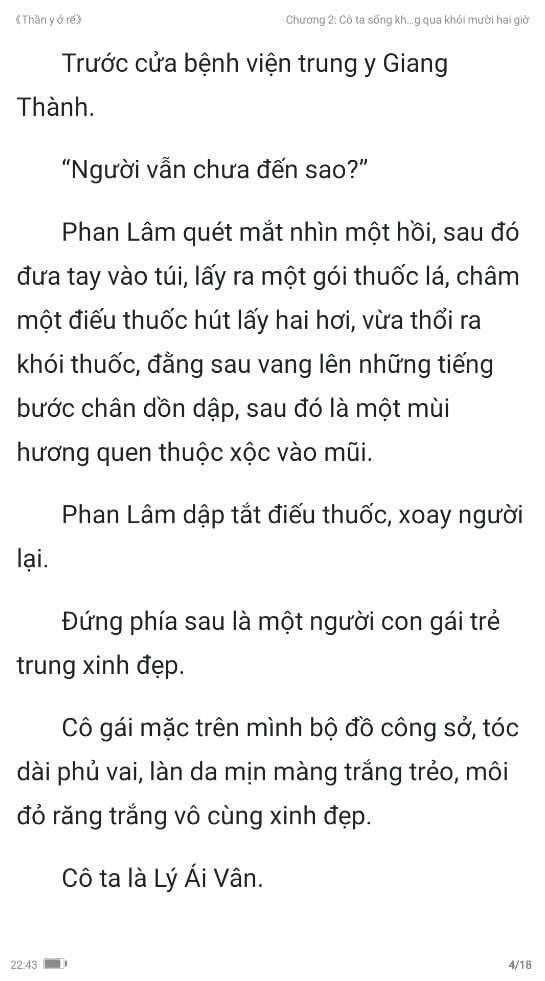 《Thần y ở rể》
Chương 2: Cô ta sống kh...g qua khỏi mười hai giờ
Trước cửa bệnh viện trung y Giang
Thành.
“Người vẫn chưa đến sao?”
Phan Lâm quét mắt nhìn một hồi, sau đó
đưa tay vào túi, lấy ra một gói thuốc lá, châm
một điếu thuốc hút lấy hai hơi, vừa thổi ra
khói thuốc, đằng sau vang lên những tiếng
bước chân dồn dập, sau đó là một mùi
hương quen thuộc xộc vào mũi.
Phan Lâm dập tắt điếu thuốc, xoay người
lại.
Đứng phía sau là một người con gái trẻ
trung xinh đẹp.
Cô gái mặc trên mình bộ đồ công sở, tóc
dài phủ vai, làn da mịn màng trắng trẻo, môi
đỏ răng trắng vô cùng xinh đẹp.
Cô ta là Lý Ái Vân.
22:43
4/18